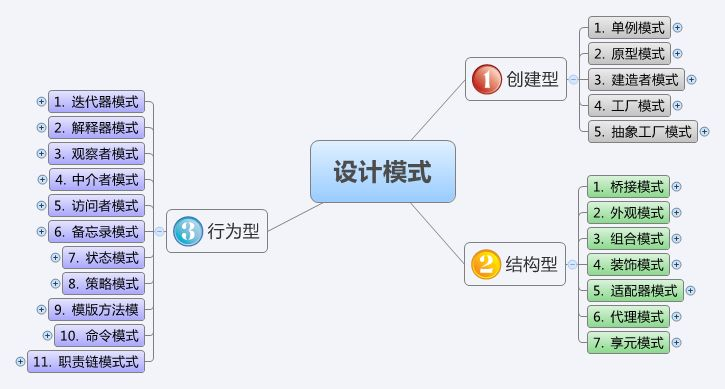 设计模式
1 创建型
1. 单例模式
2. 原型模式
3. 建造者模式
4. 工厂模式
5. 抽象工厂模式
2 结构型
1. 桥接模式
2. 外观模式
3. 组合模式
4. 装饰模式
5. 适配器模式
6. 代理模式
7. 享元模式
3 行为型
1. 迭代器模式
2. 解释器模式
3. 观察者模式
4. 中介者模式
5. 访问者模式
6. 备忘录模式
7. 状态模式
8. 策略模式
9. 模版方法模
10. 命令模式
11. 职责链模式式